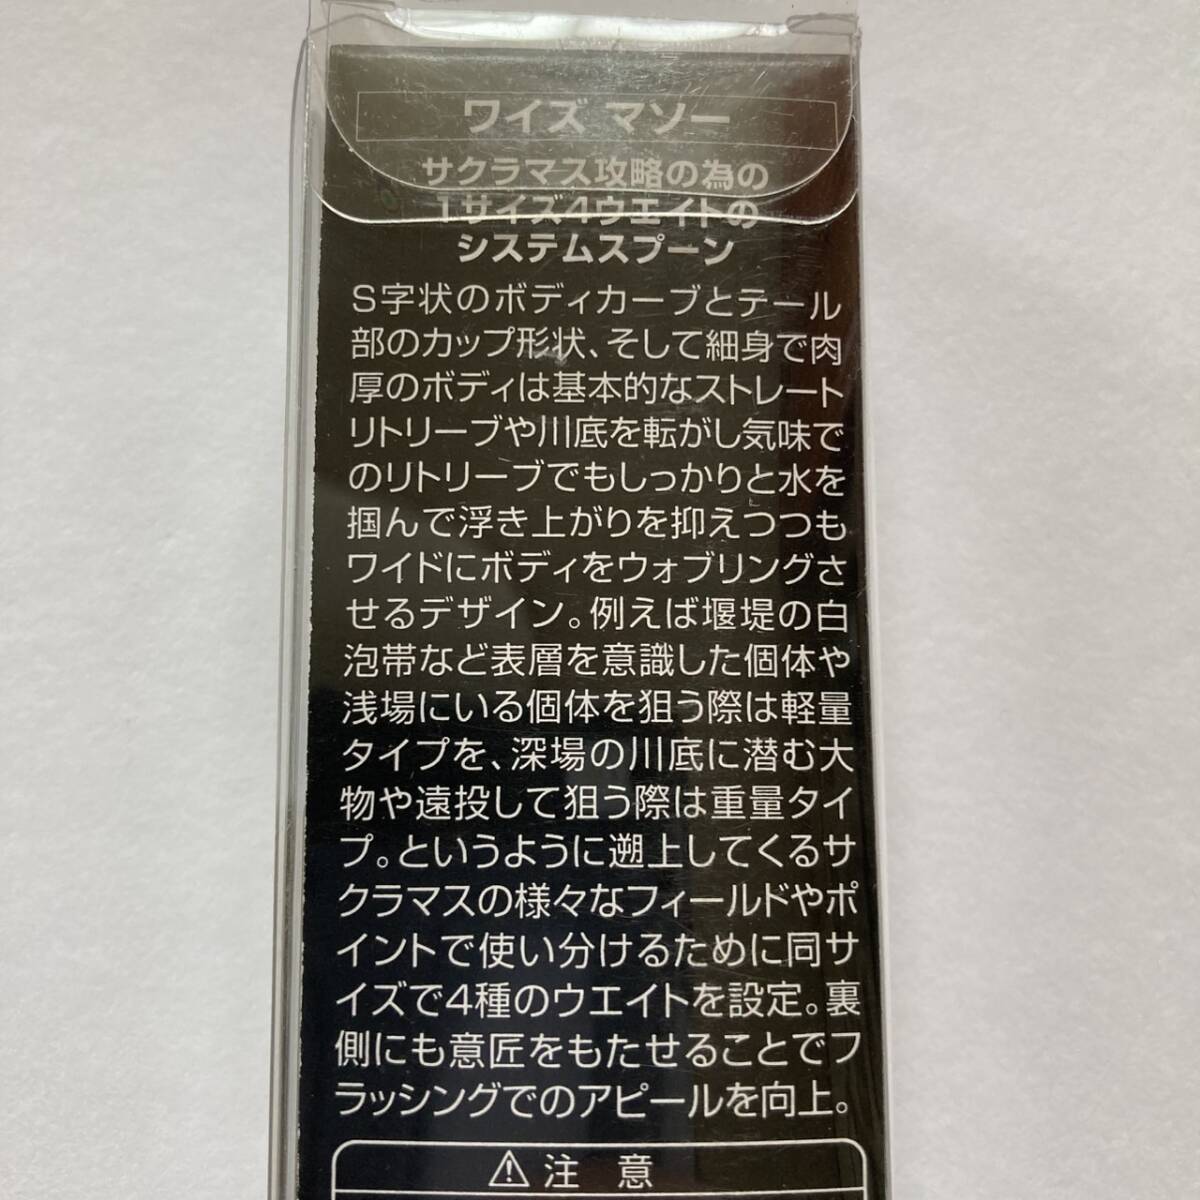 ワイズ マソー
サクラマス攻略の為の
1サイズ4ウエイトの
システムスプーン
S字状のボディカーブとテール
部のカップ形状、そして細身で肉
厚のボディは基本的なストレート
リトリーブや川底を転がし気味で
のリトリーブでもしっかりと水を
掴んで浮き上がりを抑えつつも
ワイドにボディをウォブリングさ
せるデザイン。例えば堰堤の白
泡帯など表層を意識した個体や
浅場にいる個体を狙う際は軽量
タイプを、深場の川底に潜む大
物や遠投して狙う際は重量タイ
プ。というように遡上してくるサ
クラマスの様々なフィールドやポ
イントで使い分けるために同サ
イズで4種のウエイトを設定。裏
側にも意匠をもたせることでフ
ラッシングでのアピールを向上。
⚠注 意